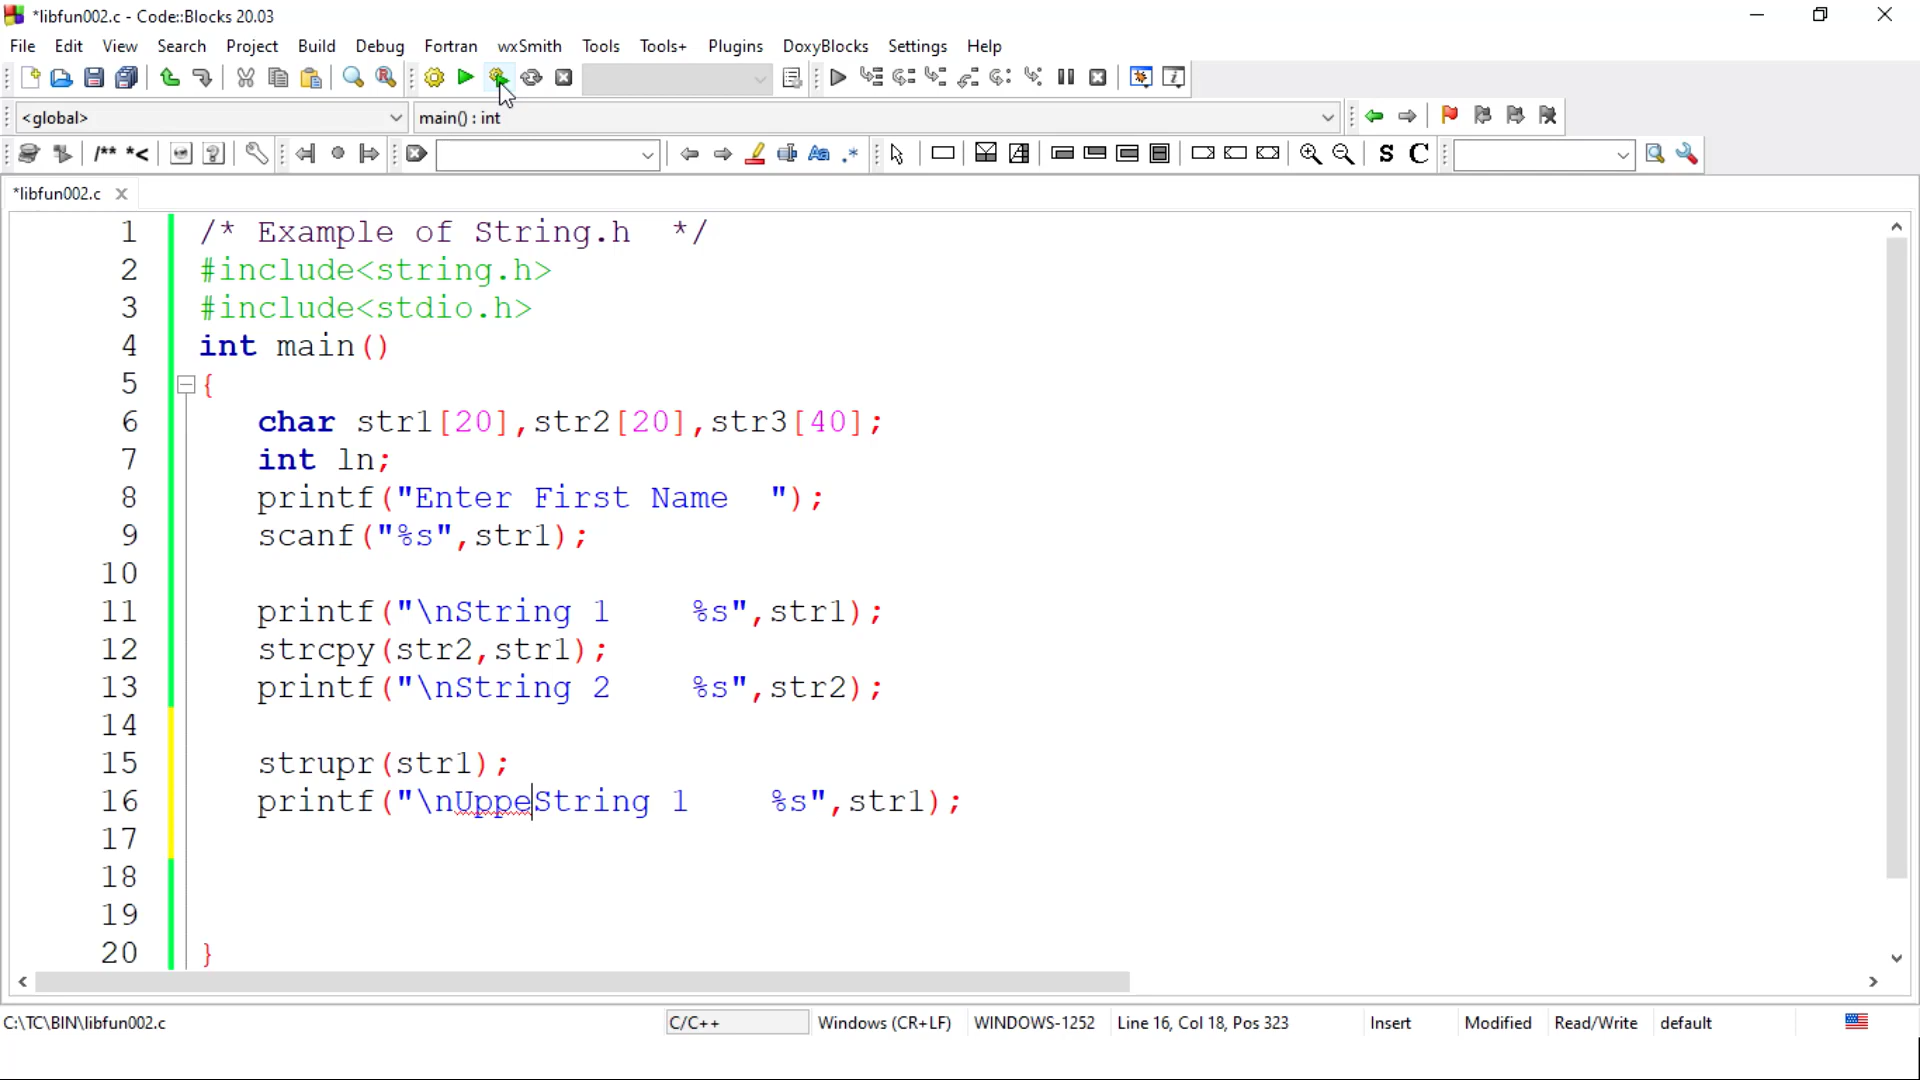 *libfun002.c - Code::Blocks 20.03
File Edit View Search Project Build Debug Fortran wxSmith Tools Tools+ Plugins DoxyBlocks Settings Help
<global> main() : int
/** *< Aa .* S C
*libfun002.c
1 /* Example of String.h  */
2 #include<string.h>
3 #include<stdio.h>
4 int main()
5 {
6 char str1[20],str2[20],str3[40];
7 int ln;
8 printf("Enter First Name  ");
9 scanf("%s",str1);
10
11 printf("\nString 1    %s",str1);
12 strcpy(str2,str1);
13 printf("\nString 2    %s",str2);
14
15 strupr(str1);
16 printf("\nUppeString 1    %s",str1);
17
18
19
20 }
C:\TC\BIN\libfun002.c C/C++ Windows (CR+LF) WINDOWS-1252 Line 16, Col 18, Pos 323 Insert Modified Read/Write default